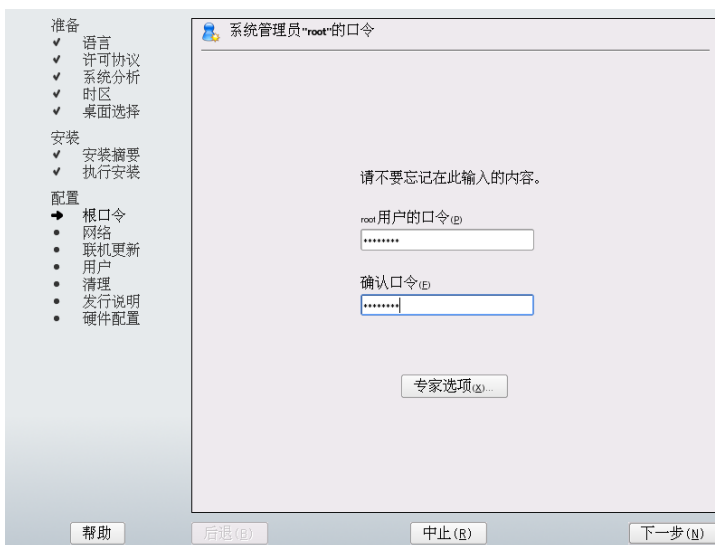 准备
语言
许可协议
系统分析
时区
桌面选择
安装
安装摘要
执行安装
配置
根口令
网络
联机更新
用户
清理
发行说明
硬件配置
系统管理员"root"的口令
请不要忘记在此输入的内容。
root用户的口令(P)
••••••••
确认口令(F)
••••••••
专家选项(X)...
帮助
后退(B)
中止(R)
下一步(N)